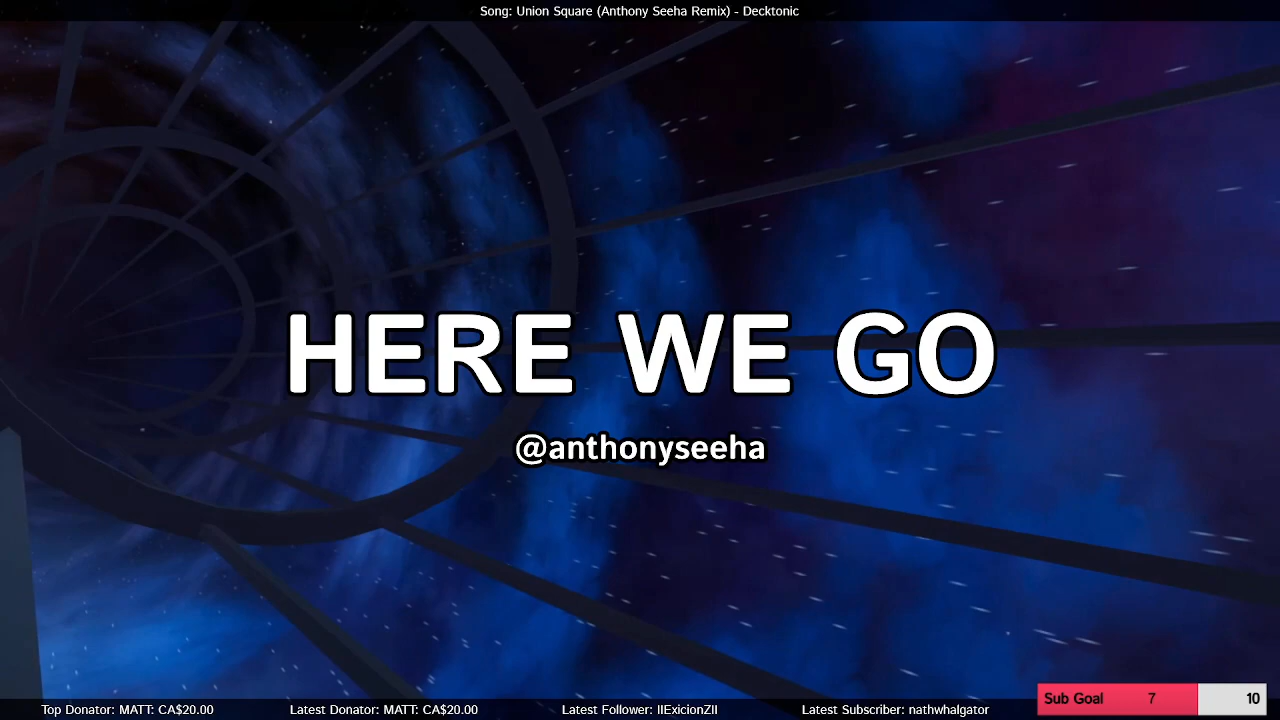 Song: Union Square (Anthony Seeha Remix) - Decktonic
HERE WE GO
@anthonyseeha
Top Donator: MATT: CA$20.00
Latest Donator: MATT: CA$20.00
Latest Follower: IIExicionZII
Latest Subscriber: nathwhalgator
Sub Goal 7 10